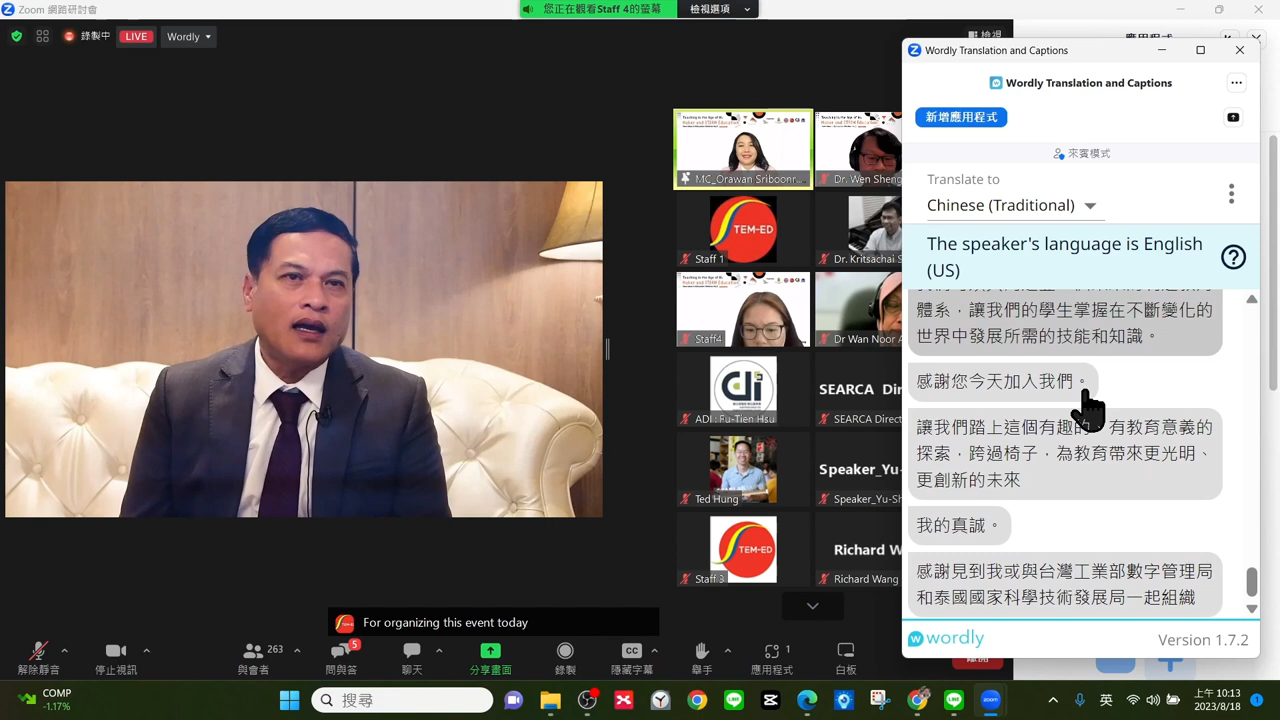 Zoom 網路研討會
您正在觀看Staff 4的螢幕
檢視選項
錄製中
LIVE
Wordly
檢視
應用程式
Wordly Translation and Captions
Wordly Translation and Captions
新增應用程式
來賓模式
Translate to
Chinese (Traditional)
The speaker's language is English
(US)
體系，讓我們的學生掌握在不斷變化的
世界中發展所需的技能和知識。
感謝您今天加入我們。
讓我們踏上這個有趣的、有教育意義的
探索，跨過椅子，為教育帶來更光明、
更創新的未來
我的真誠。
感謝見到我或與台灣工業部數字管理局
和泰國國家科學技術發展局一起組織
wordly
Version 1.7.2
MC_Orawan Sriboonr...
Dr. Wen Sheng
TEM-ED
Staff 1
Dr. Kritsachai S
Staff4
Dr Wan Noor A
adi
ADI : Fu-Tien Hsu
SEARCA Di
SEARCA Direct
Ted Hung
Speaker_Yu-
Speaker_Yu-Sh
TEM-ED
Staff 3
Richard W
Richard Wang
For organizing this event today
解除靜音
停止視訊
263
與會者
5
問與答
聊天
分享畫面
錄製
CC
隱藏字幕
舉手
1
應用程式
白板
離開
COMP
-1.17%
搜尋
zoom
英
上午 10:13
2023/8/18